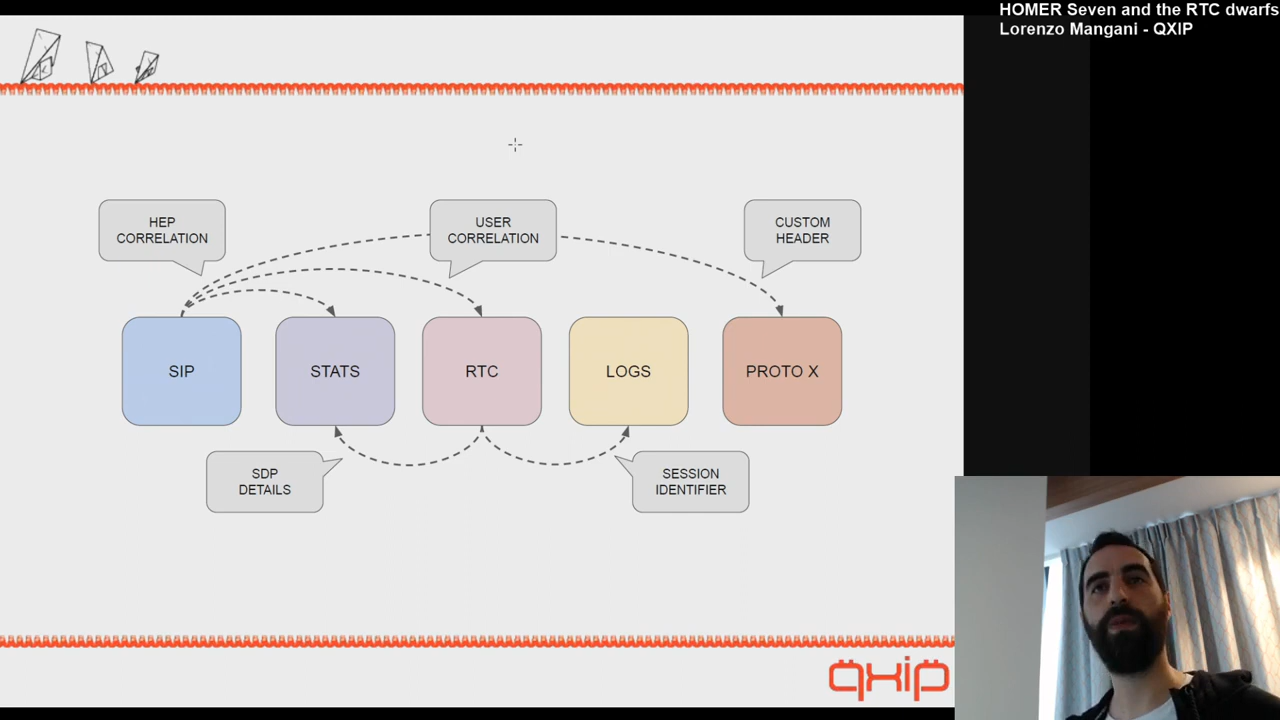 HOMER Seven and the RTC dwarfs
Lorenzo Mangani - QXIP
HEP
CORRELATION
USER
CORRELATION
CUSTOM
HEADER
SIP
STATS
RTC
LOGS
PROTO X
SDP
DETAILS
SESSION
IDENTIFIER
qxip